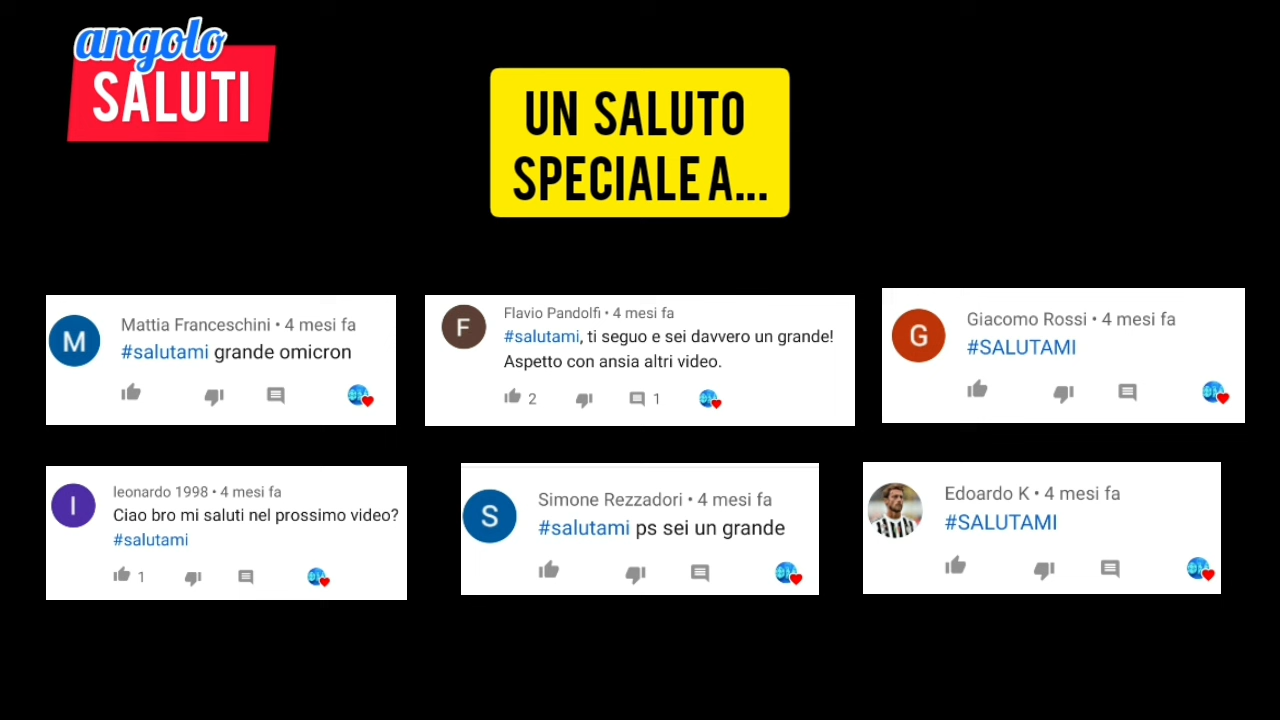 angolo
SALUTI
UN SALUTO
SPECIALE A...
M
Mattia Franceschini • 4 mesi fa
#salutami grande omicron
F
Flavio Pandolfi • 4 mesi fa
#salutami, ti seguo e sei davvero un grande!
Aspetto con ansia altri video.
2
1
G
Giacomo Rossi • 4 mesi fa
#SALUTAMI
I
leonardo 1998 • 4 mesi fa
Ciao bro mi saluti nel prossimo video?
#salutami
1
S
Simone Rezzadori • 4 mesi fa
#salutami ps sei un grande
Edoardo K • 4 mesi fa
#SALUTAMI